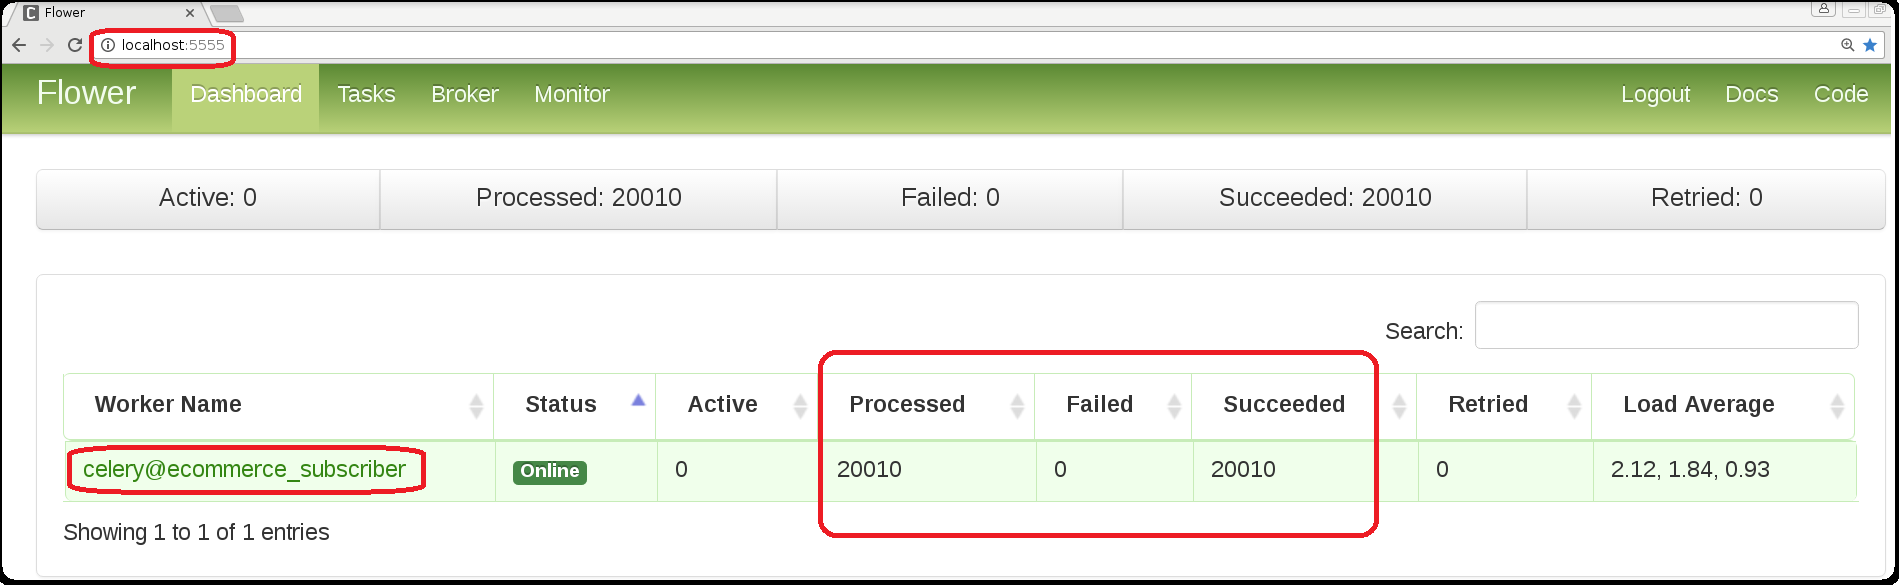 Flower
localhost:5555
Flower Dashboard Tasks Broker Monitor Logout Docs Code
Active: 0 Processed: 20010 Failed: 0 Succeeded: 20010 Retried: 0
Search:
Worker Name Status Active Processed Failed Succeeded Retried Load Average
celery@ecommerce_subscriber Online 0 20010 0 20010 0 2.12, 1.84, 0.93
Showing 1 to 1 of 1 entries